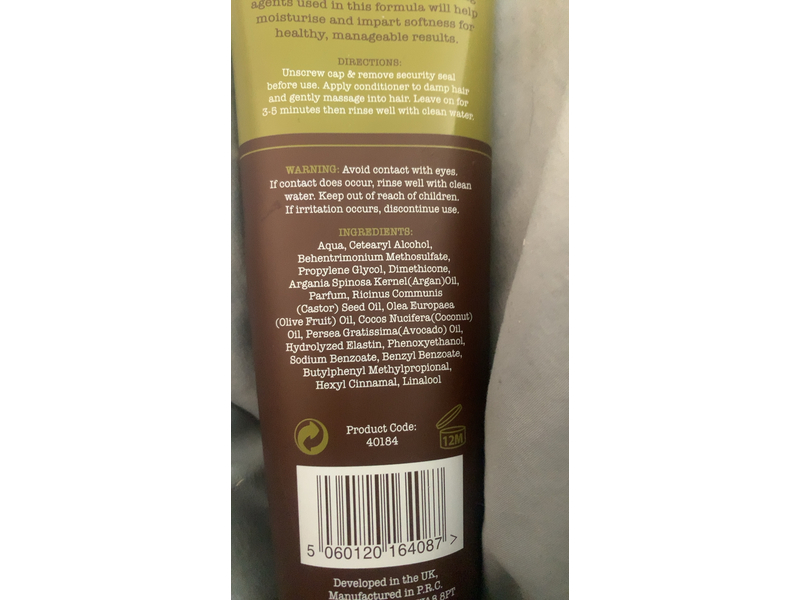 agents used in this formula will help
moisturise and impart softness for
healthy, manageable results.
DIRECTIONS:
Unscrew cap & remove security seal
before use. Apply conditioner to damp hair
and gently massage into hair. Leave on for
3-5 minutes then rinse well with clean water.
WARNING: Avoid contact with eyes.
If contact does occur, rinse well with clean
water. Keep out of reach of children.
If irritation occurs, discontinue use.
INGREDIENTS:
Aqua, Cetearyl Alcohol,
Behentrimonium Methosulfate,
Propylene Glycol, Dimethicone,
Argania Spinosa Kernel(Argan)Oil,
Parfum, Ricinus Communis
(Castor) Seed Oil, Olea Europaea
(Olive Fruit) Oil, Cocos Nucifera(Coconut)
Oil, Persea Gratissima(Avocado) Oil,
Hydrolyzed Elastin, Phenoxyethanol,
Sodium Benzoate, Benzyl Benzoate,
Butylphenyl Methylpropional,
Hexyl Cinnamal, Linalool
Product Code:
40184
12M
5 060120 164087 >
Developed in the UK,
Manufactured in P.R.C.
8PT